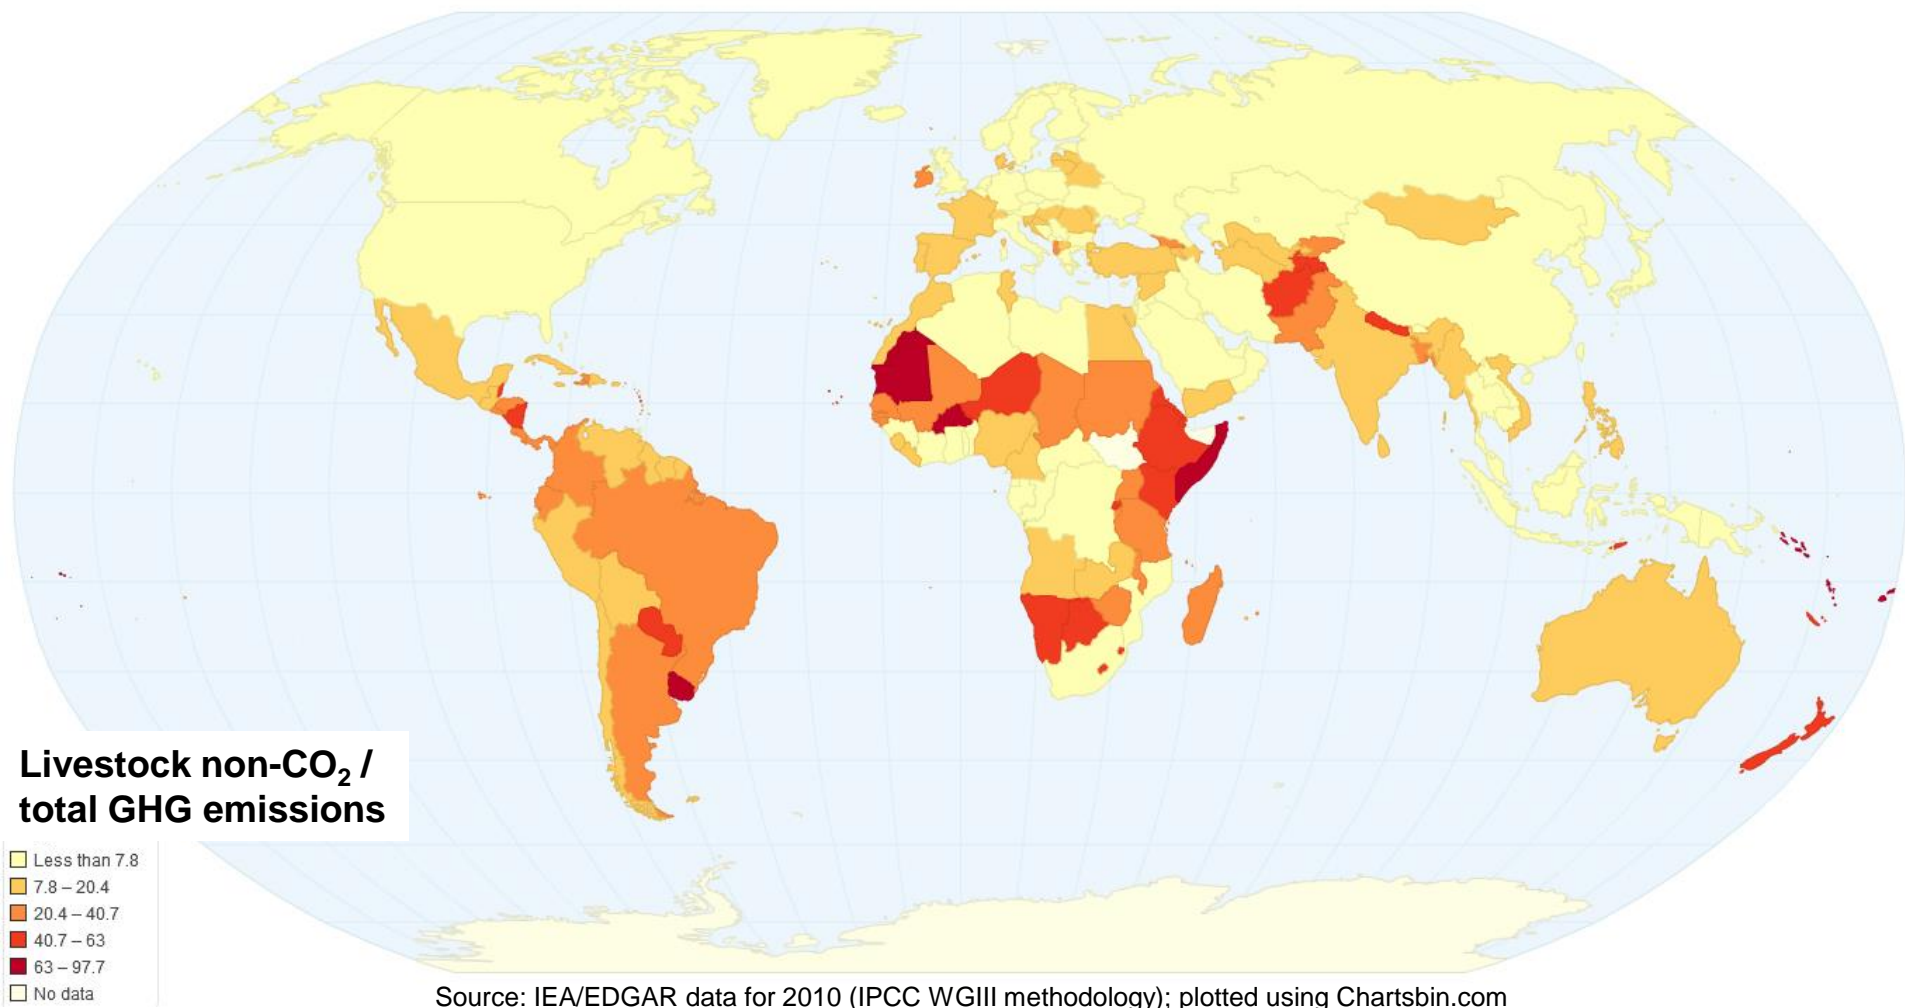 Livestock non-CO₂ /
total GHG emissions
Less than 7.8
7.8 – 20.4
20.4 – 40.7
40.7 – 63
63 – 97.7
No data
Source: IEA/EDGAR data for 2010 (IPCC WGIII methodology); plotted using Chartsbin.com